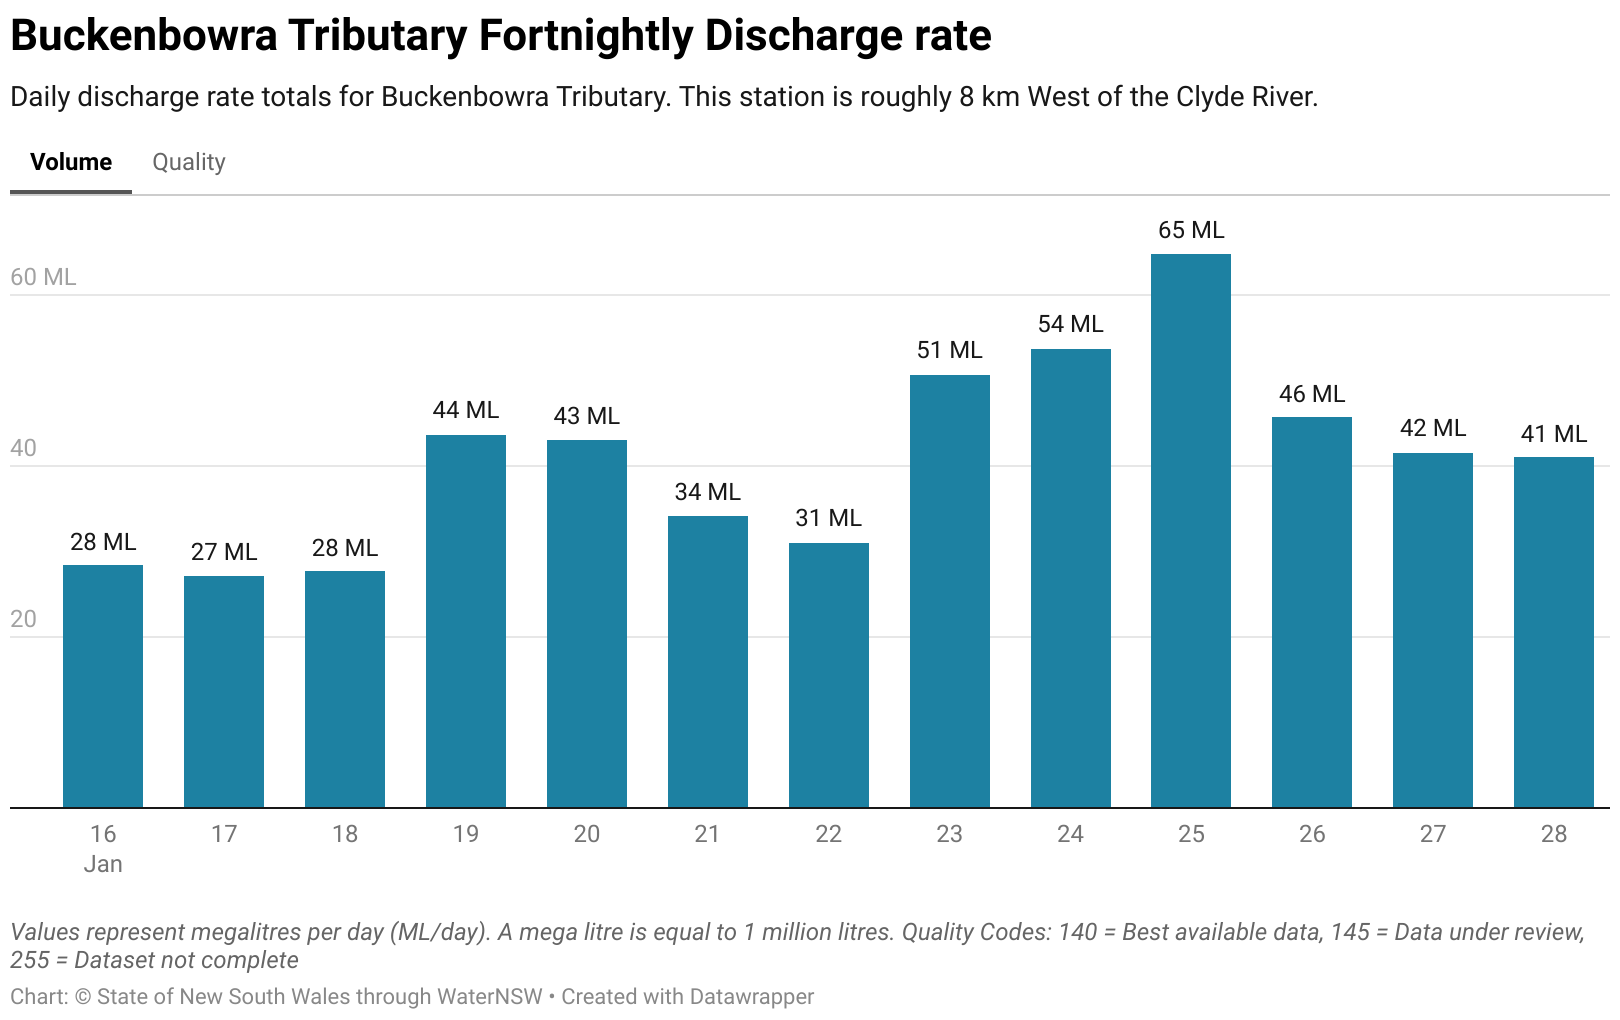 Buckenbowra Tributary Fortnightly Discharge rate
Daily discharge rate totals for Buckenbowra Tributary. This station is roughly 8 km West of the Clyde River.
Volume Quality
65 ML
60 ML
54 ML
51 ML
46 ML
44 ML 43 ML 42 ML 41 ML
40
34 ML
31 ML
28 ML 27 ML 28 ML
20
16 17 18 19 20 21 22 23 24 25 26 27 28
Jan
Values represent megalitres per day (ML/day). A mega litre is equal to 1 million litres. Quality Codes: 140 = Best available data, 145 = Data under review,
255 = Dataset not complete
Chart: © State of New South Wales through WaterNSW • Created with Datawrapper